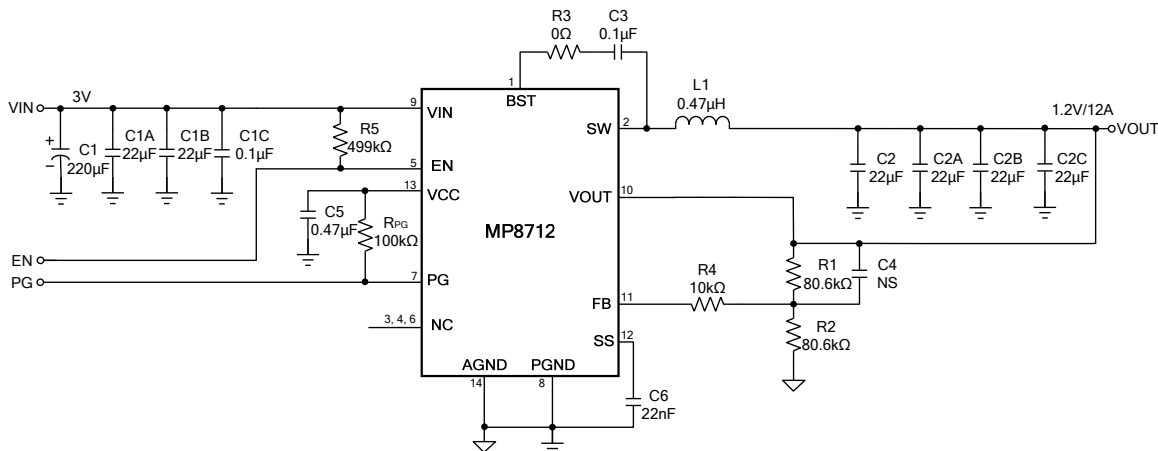 R3
0Ω
C3
0.1µF
1
BST
VIN
3V
9
VIN
+
−
C1
220µF
C1A
22µF
C1B
22µF
C1C
0.1µF
R5
499kΩ
5
EN
13
VCC
C5
0.47µF
RPG
100kΩ
EN
PG
7
PG
3, 4, 6
NC
MP8712
AGND
14
PGND
8
SW
2
L1
0.47µH
1.2V/12A
VOUT
C2
22µF
C2A
22µF
C2B
22µF
C2C
22µF
VOUT
10
FB
11
R4
10kΩ
R1
80.6kΩ
C4
NS
R2
80.6kΩ
SS
12
C6
22nF